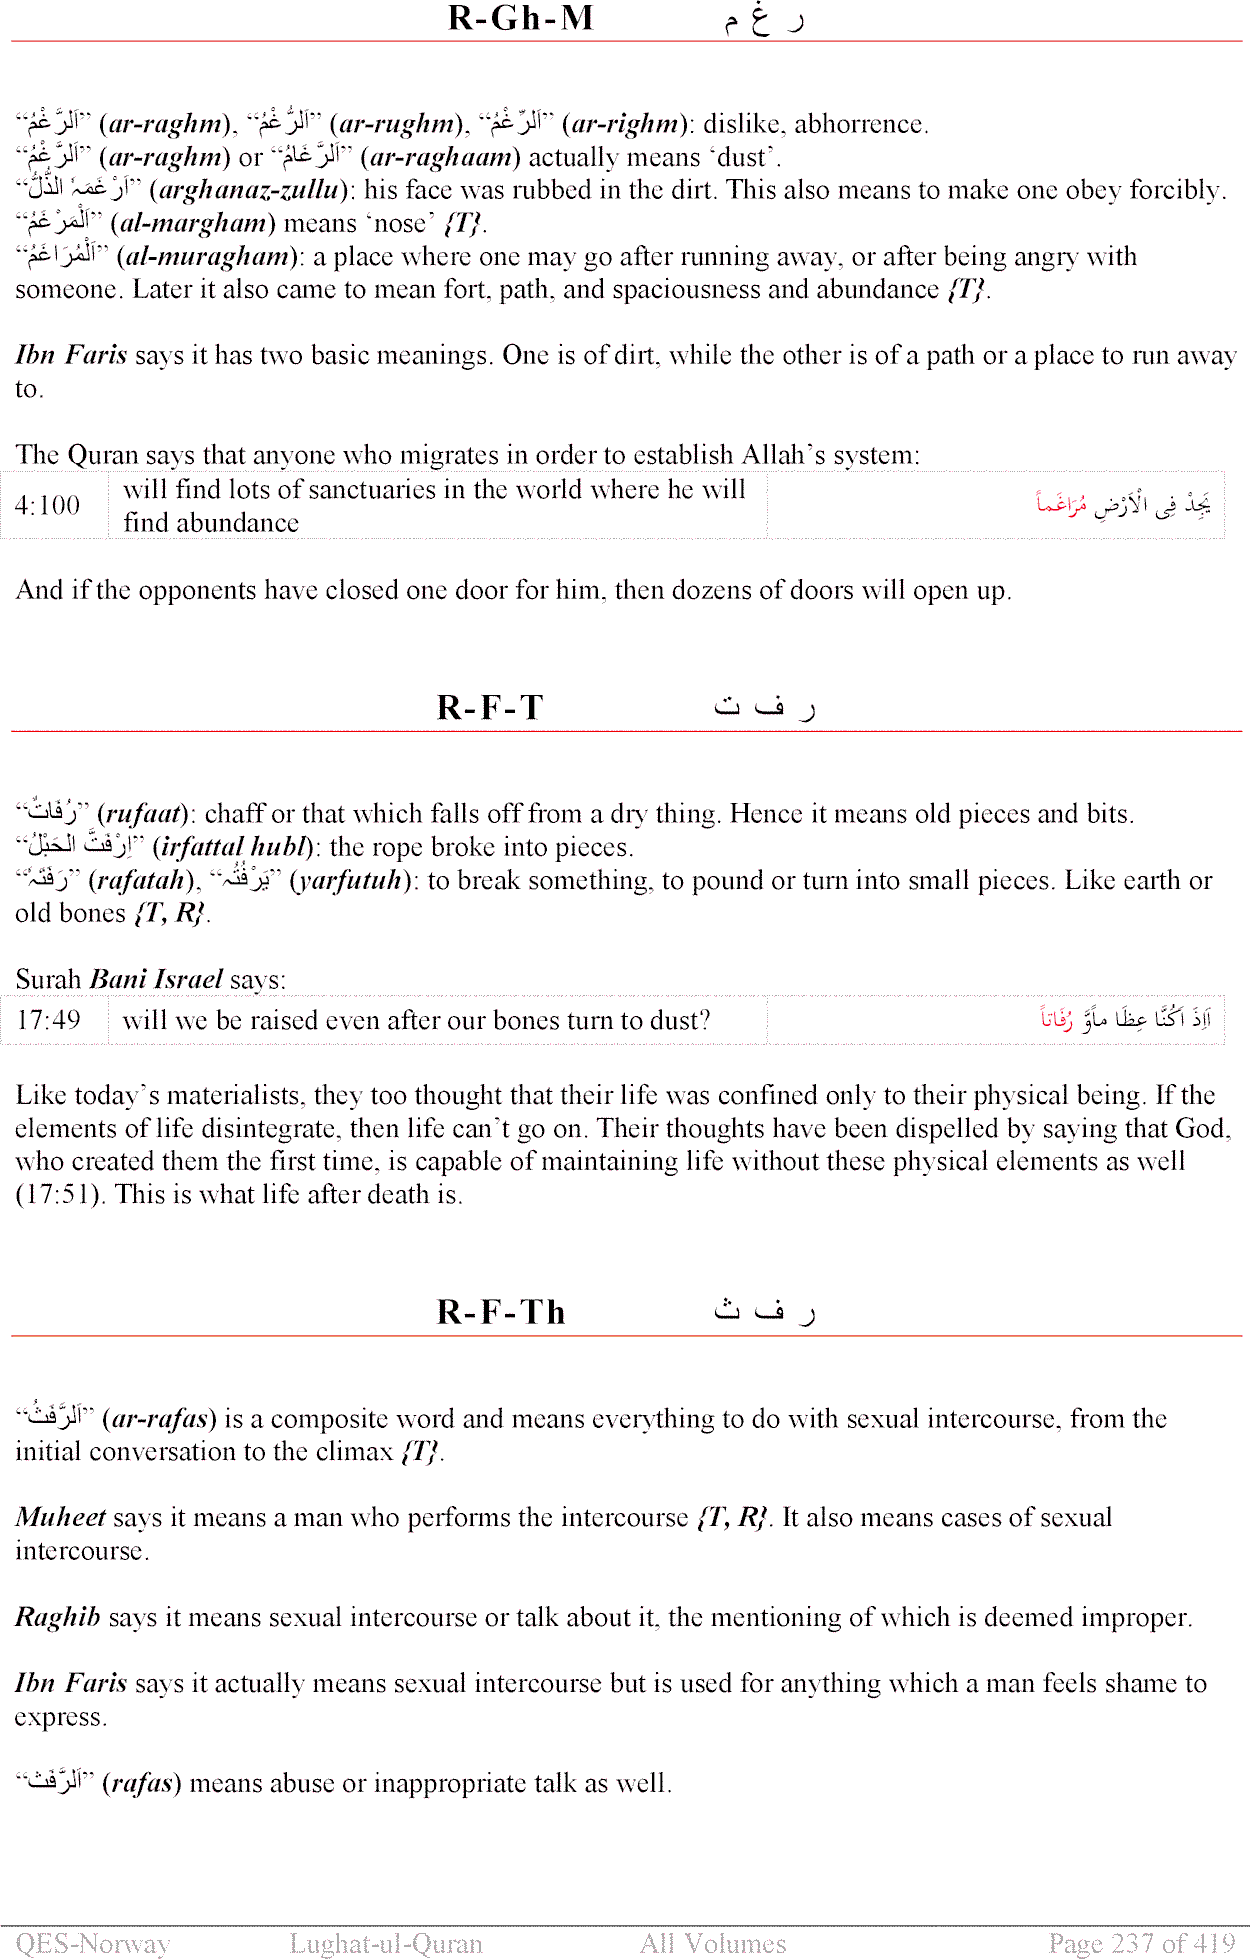 R-Gh-M ر غ م
“اَلرَّغْمُ” (ar-raghm), “اَلرُّغْمُ” (ar-rughm), “اَلرِّغْمُ” (ar-righm): dislike, abhorrence.
“اَلرَّغْمُ” (ar-raghm) or “اَلرَّغَامُ” (ar-raghaam) actually means ‘dust’.
“اَرْغَمَہٗ الذُّلُّ” (arghanaz-zullu): his face was rubbed in the dirt. This also means to make one obey forcibly.
“اَلْمَرْغَمُ” (al-margham) means ‘nose’ {T}.
“اَلْمُرَاغَمُ” (al-muragham): a place where one may go after running away, or after being angry with
someone. Later it also came to mean fort, path, and spaciousness and abundance {T}.
Ibn Faris says it has two basic meanings. One is of dirt, while the other is of a path or a place to run away
to.
The Quran says that anyone who migrates in order to establish Allah’s system:
4:100 will find lots of sanctuaries in the world where he will يَجِدْ فِى الْاَرْضِ مُرَاغَماً
find abundance
And if the opponents have closed one door for him, then dozens of doors will open up.
R-F-T ر ف ت
“رُفَاتٌ” (rufaat): chaff or that which falls off from a dry thing. Hence it means old pieces and bits.
“اِرْفَتَّ الْحَبْلُ” (irfattal hubl): the rope broke into pieces.
“رَفَتَہٗ” (rafatah), “يَرْفُتُہ” (yarfutuh): to break something, to pound or turn into small pieces. Like earth or
old bones {T, R}.
Surah Bani Israel says:
17:49 will we be raised even after our bones turn to dust? اَاِذَ اكُنَّا عِظَا ماًوَّ رُفَاتاً
Like today’s materialists, they too thought that their life was confined only to their physical being. If the
elements of life disintegrate, then life can’t go on. Their thoughts have been dispelled by saying that God,
who created them the first time, is capable of maintaining life without these physical elements as well
(17:51). This is what life after death is.
R-F-Th ر ف ث
“اَلرَّفَثُ” (ar-rafas) is a composite word and means everything to do with sexual intercourse, from the
initial conversation to the climax {T}.
Muheet says it means a man who performs the intercourse {T, R}. It also means cases of sexual
intercourse.
Raghib says it means sexual intercourse or talk about it, the mentioning of which is deemed improper.
Ibn Faris says it actually means sexual intercourse but is used for anything which a man feels shame to
express.
“اَلرَّفَث” (rafas) means abuse or inappropriate talk as well.
QES-Norway Lughat-ul-Quran All Volumes Page 237 of 419